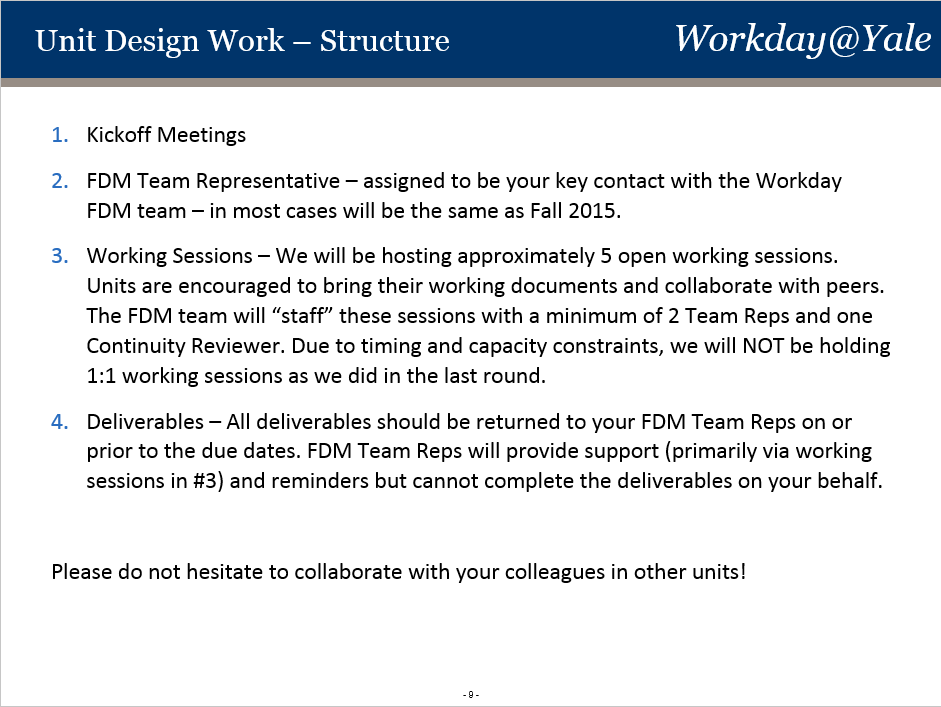 Unit Design Work – Structure
Workday@Yale
1. Kickoff Meetings
2. FDM Team Representative – assigned to be your key contact with the Workday
FDM team – in most cases will be the same as Fall 2015.
3. Working Sessions – We will be hosting approximately 5 open working sessions.
Units are encouraged to bring their working documents and collaborate with peers.
The FDM team will “staff” these sessions with a minimum of 2 Team Reps and one
Continuity Reviewer. Due to timing and capacity constraints, we will NOT be holding
1:1 working sessions as we did in the last round.
4. Deliverables – All deliverables should be returned to your FDM Team Reps on or
prior to the due dates. FDM Team Reps will provide support (primarily via working
sessions in #3) and reminders but cannot complete the deliverables on your behalf.
Please do not hesitate to collaborate with your colleagues in other units!
- 9 -